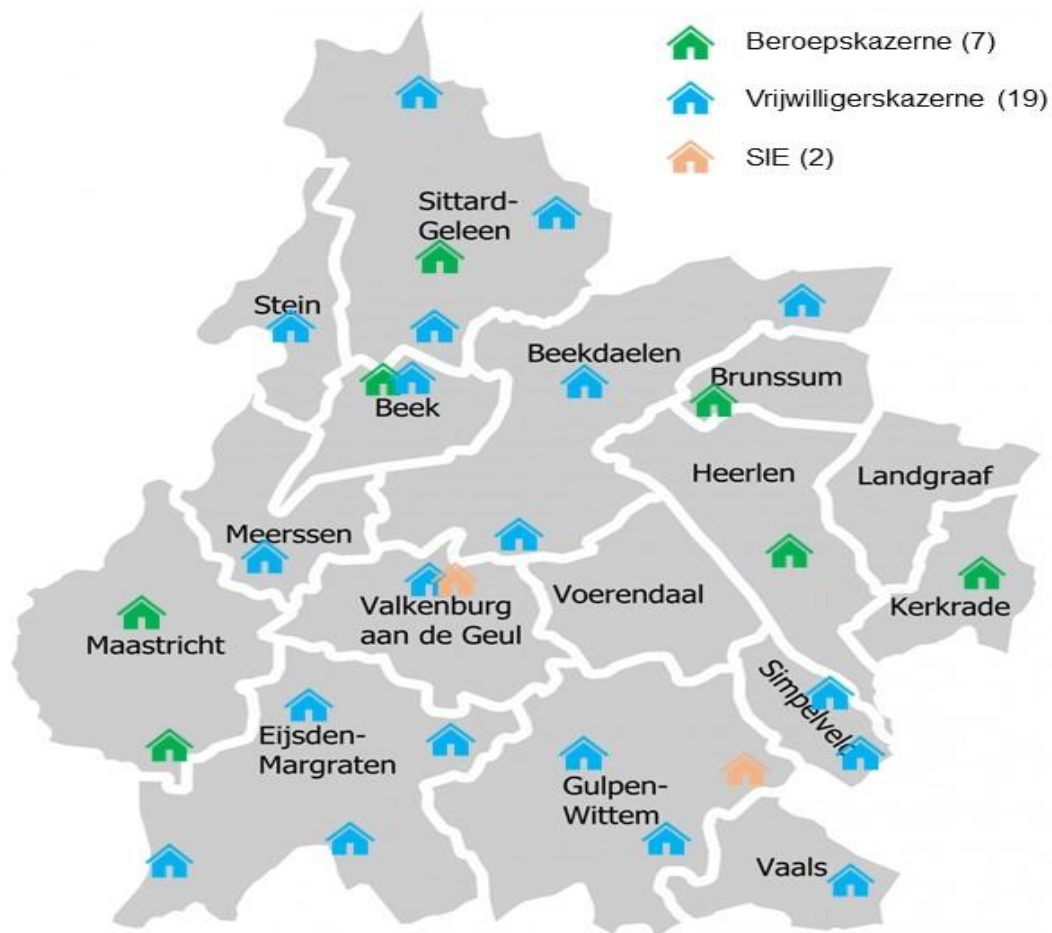 Beroepskazerne (7)
Vrijwilligerskazerne (19)
SIE (2)
Sittard-
Geleen
Stein
Beekdaelen
Brunssum
Beek
Heerlen
Landgraaf
Meerssen
Voerendaal
Kerkrade
Valkenburg
aan de Geul
Maastricht
Simpelveld
Eijsden-
Margraten
Gulpen-
Wittem
Vaals